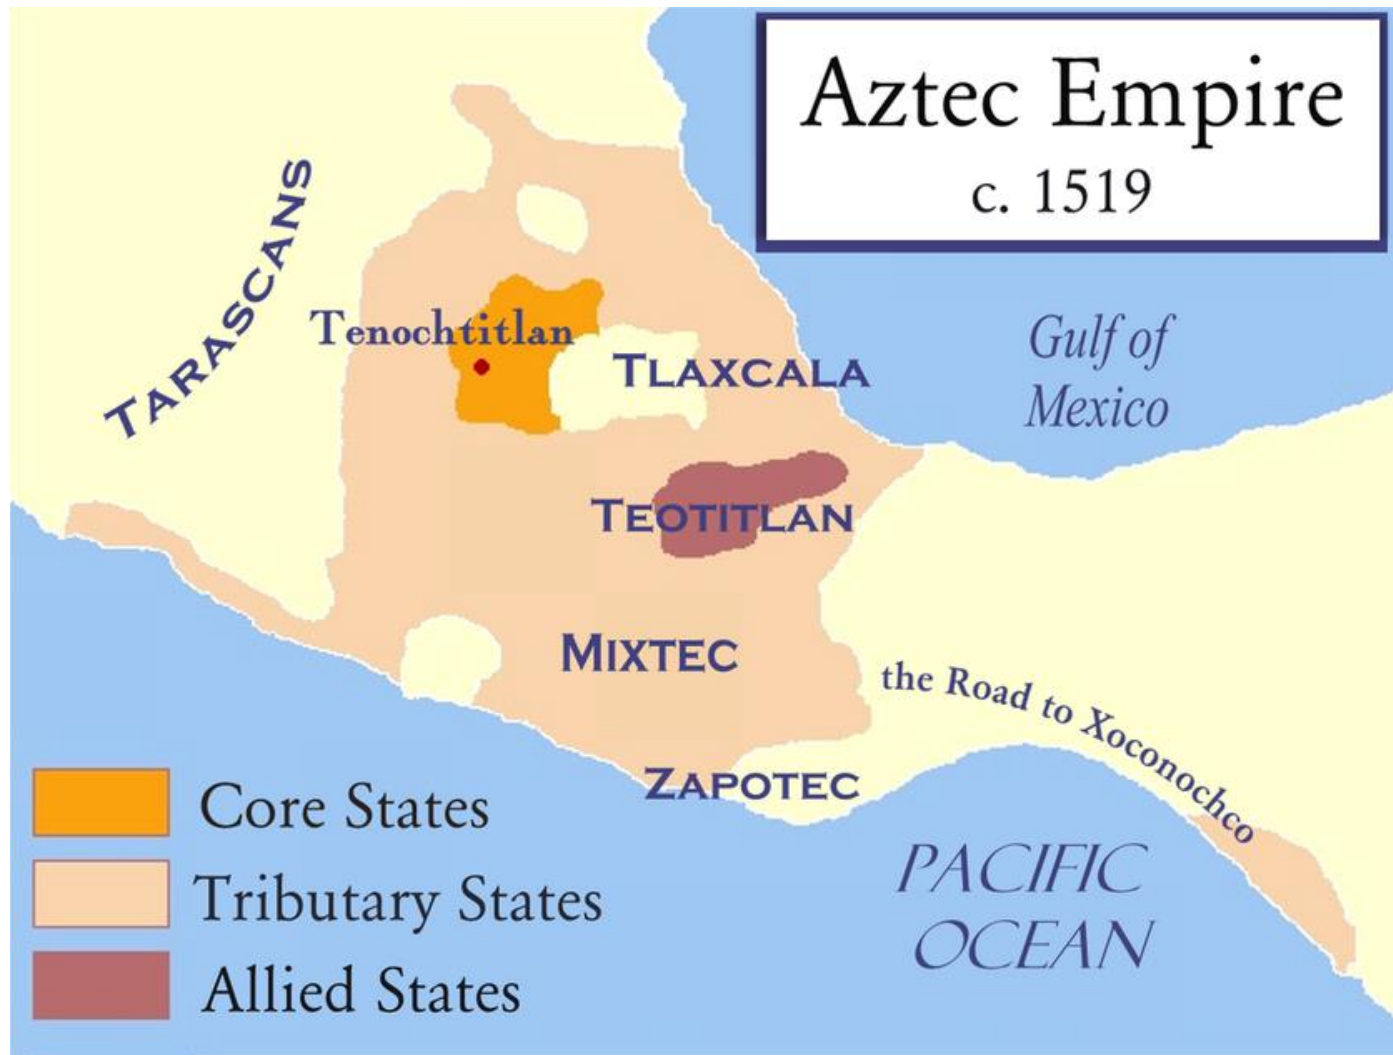 Aztec Empire
c. 1519
TARASCANS
Tenochtitlan
TLAXCALA
Gulf of
Mexico
TEOTITLAN
MIXTEC
the Road to Xoconochco
ZAPOTEC
PACIFIC
OCEAN
Core States
Tributary States
Allied States